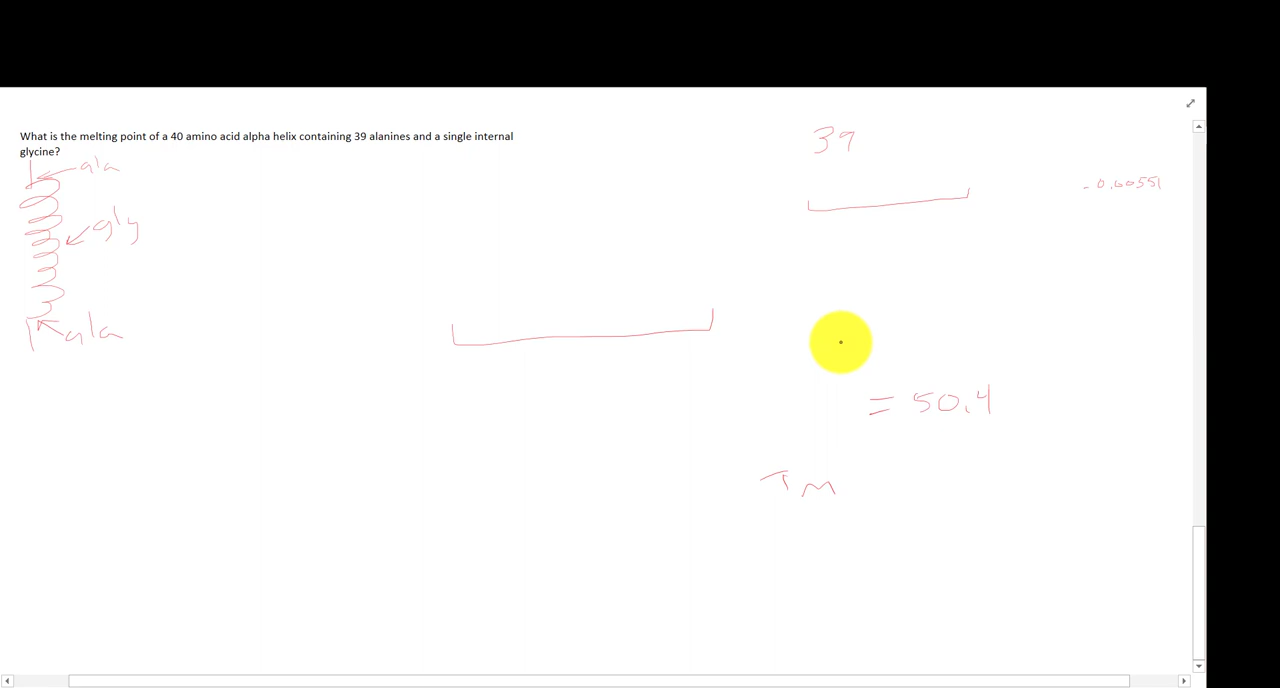 What is the melting point of a 40 amino acid alpha helix containing 39 alanines and a single internal
glycine?
39
ala
-0.00551
gly
ala
= 50.4
Tm